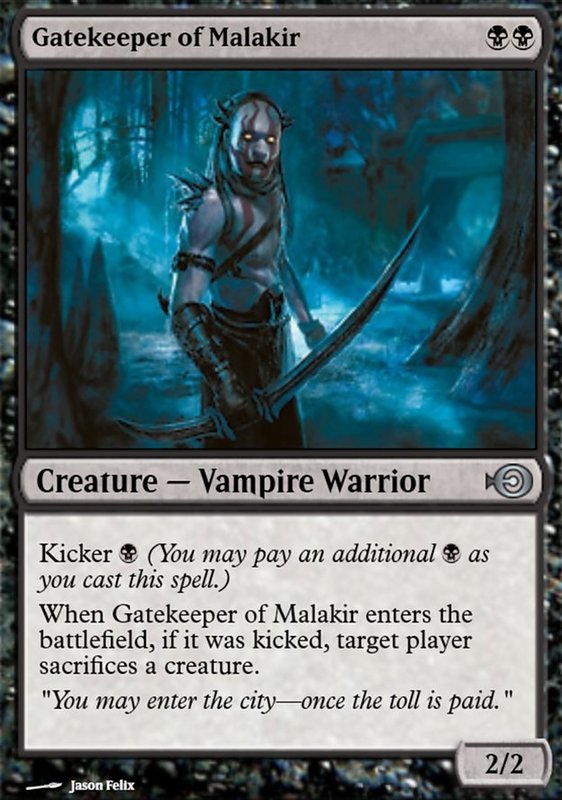 Gatekeeper of Malakir
Creature — Vampire Warrior
Kicker (You may pay an additional as
you cast this spell.)
When Gatekeeper of Malakir enters the
battlefield, if it was kicked, target player
sacrifices a creature.
"You may enter the city—once the toll is paid."
2/2
Jason Felix